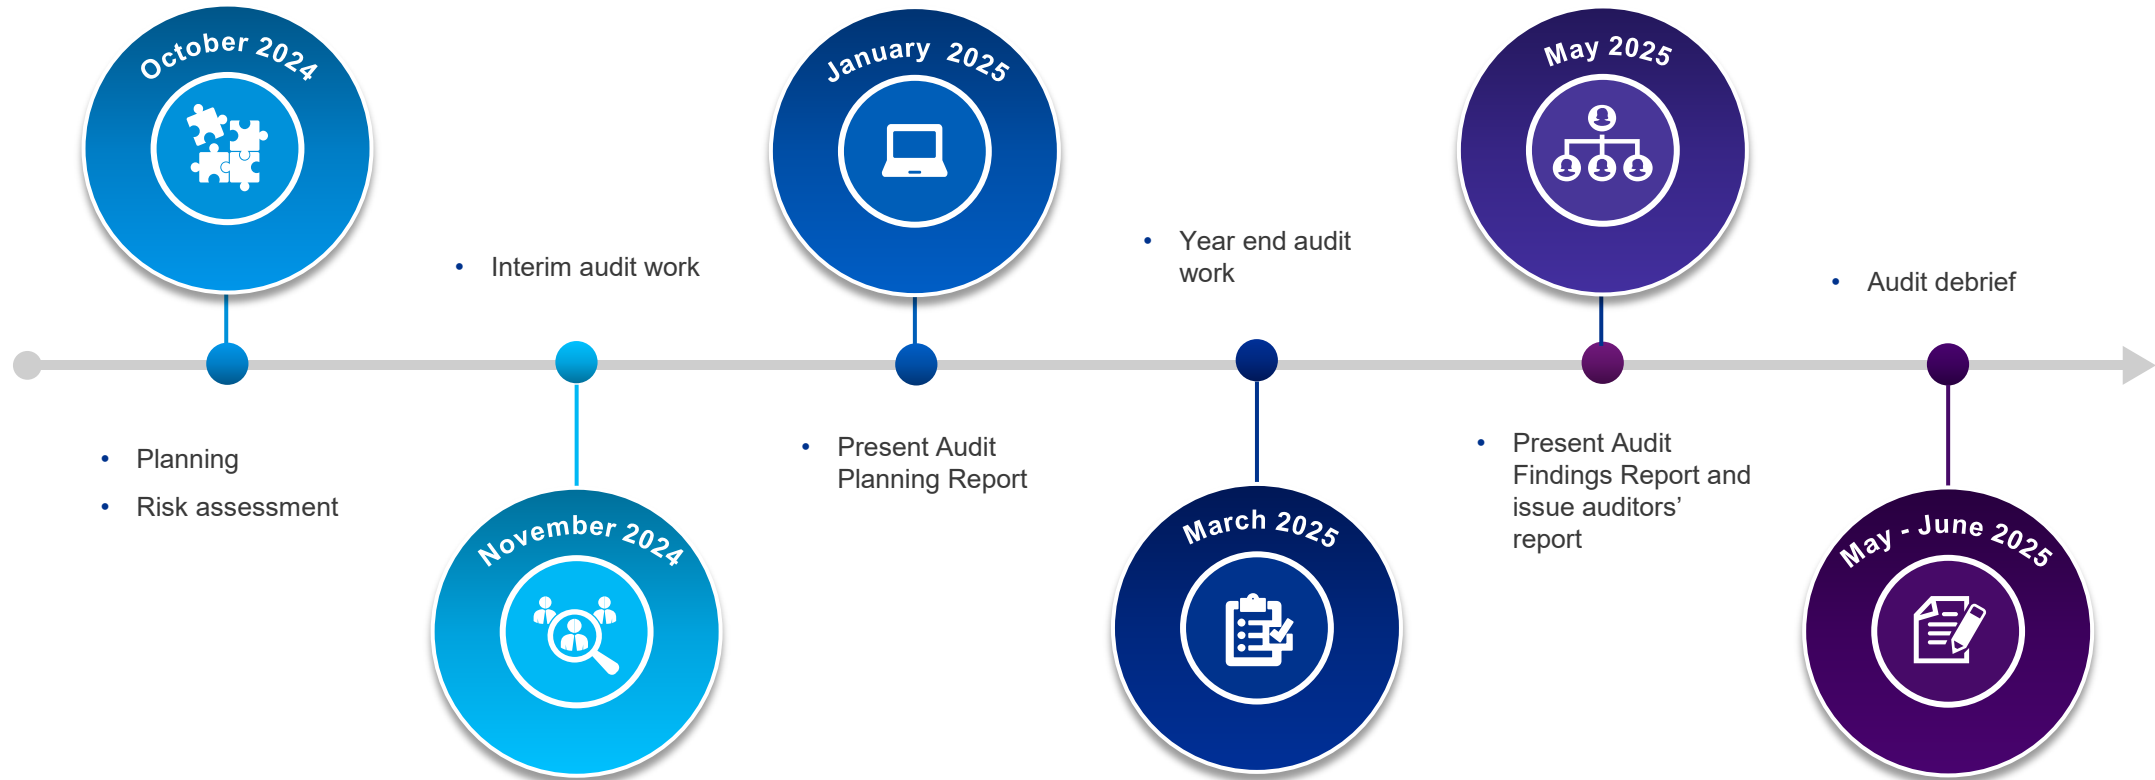 October 2024
• Planning
• Risk assessment
• Interim audit work
November 2024
January 2025
• Present Audit
Planning Report
• Year end audit
work
March 2025
May 2025
• Present Audit
Findings Report and
issue auditors’
report
• Audit debrief
May - June 2025